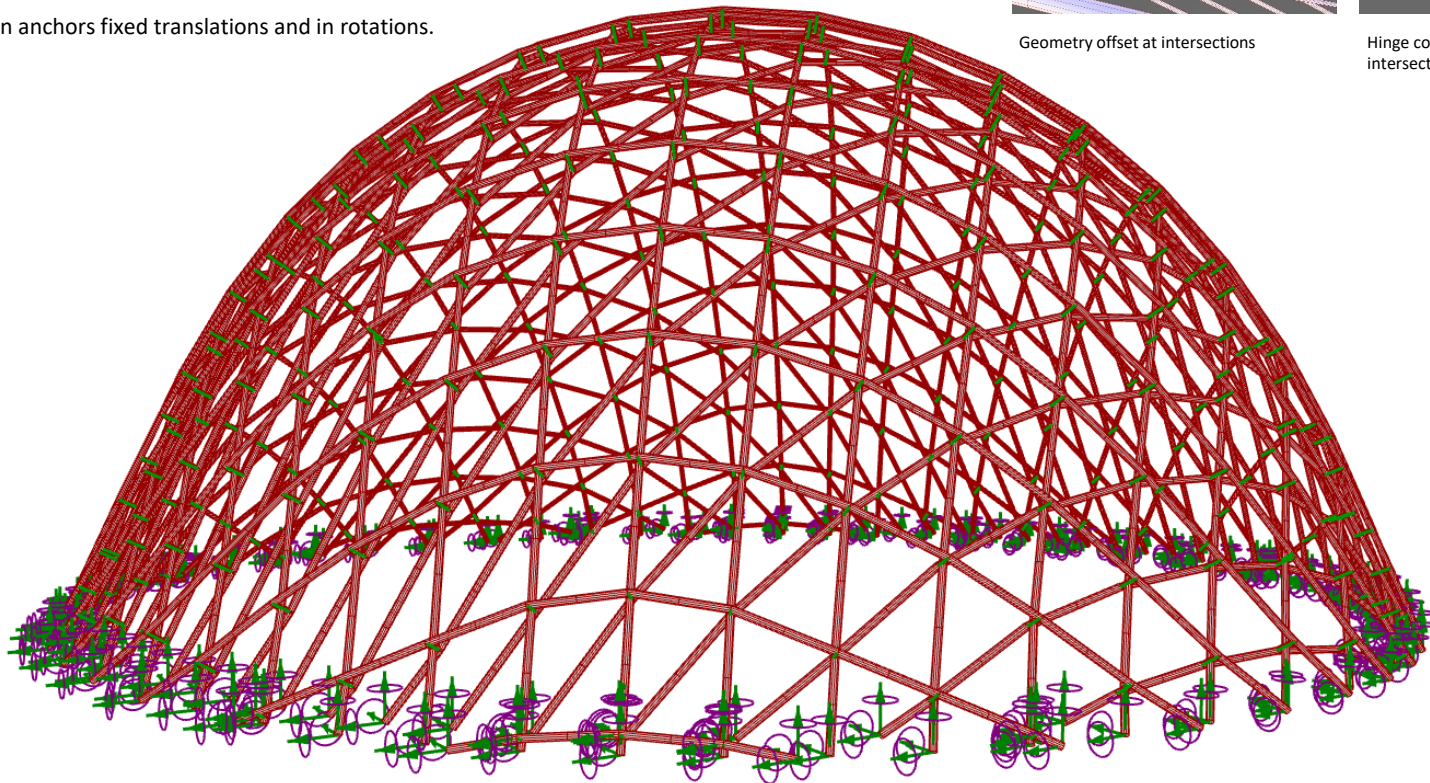 n anchors fixed translations and in rotations.
Geometry offset at intersections
Hinge co
intersect